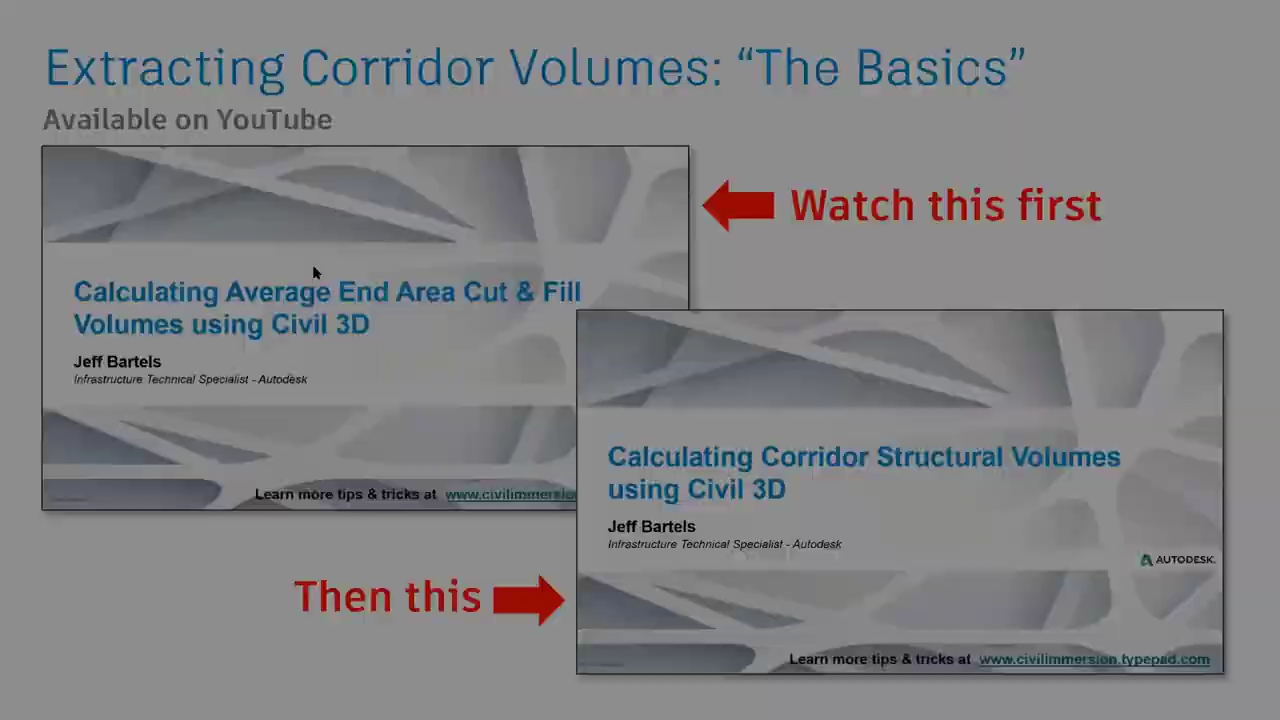 Extracting Corridor Volumes: “The Basics”
Available on YouTube
Watch this first
Calculating Average End Area Cut & Fill
Volumes using Civil 3D
Jeff Bartels
Infrastructure Technical Specialist - Autodesk
Learn more tips & tricks at www.civilimmersio
Then this
Calculating Corridor Structural Volumes
using Civil 3D
Jeff Bartels
Infrastructure Technical Specialist - Autodesk
AUTODESK.
Learn more tips & tricks at www.civilimmersion.typepad.com